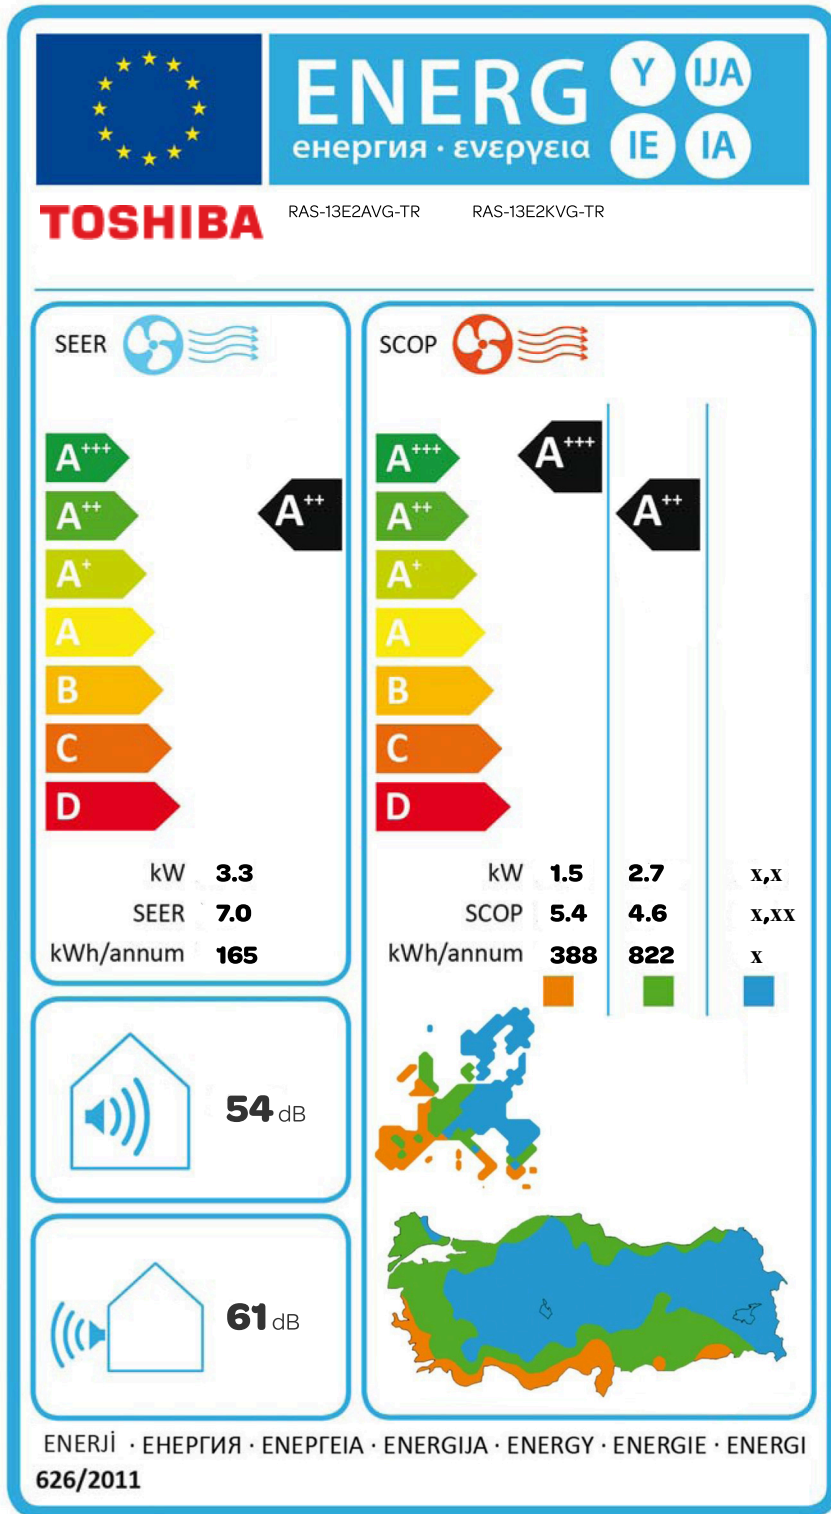 ENERG Y IJA
енергия · ενεργεια IE IA
TOSHIBA RAS-13E2AVG-TR RAS-13E2KVG-TR
SEER
A+++
A++ A++
A+
A
B
C
D
kW 3.3
SEER 7.0
kWh/annum 165
SCOP
A+++ A+++
A++ A++
A+
A
B
C
D
kW 1.5 2.7 x,x
SCOP 5.4 4.6 x,xx
kWh/annum 388 822 x
54 dB
61 dB
ENERJİ · ЕНЕРГИЯ · ΕΝΕΡΓΕΙΑ · ENERGIJA · ENERGY · ENERGIE · ENERGI
626/2011